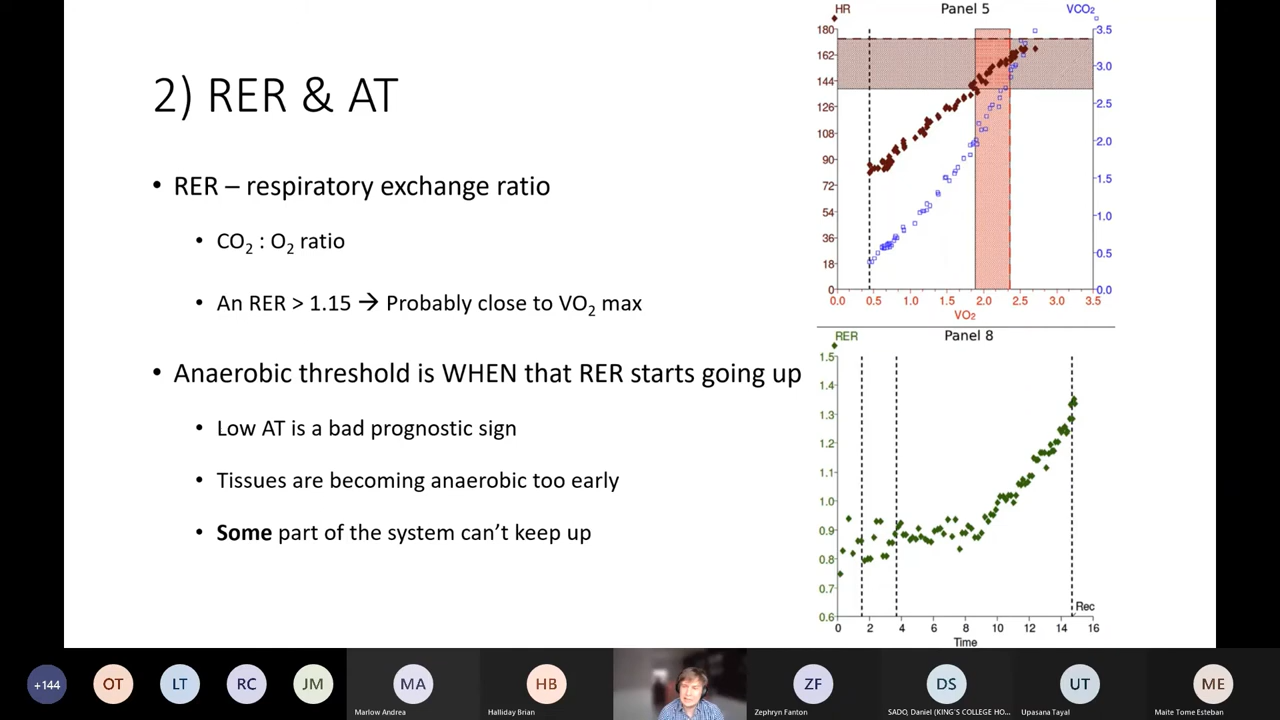 2) RER & AT
• RER – respiratory exchange ratio
• CO2 : O2 ratio
• An RER > 1.15 → Probably close to VO2 max
• Anaerobic threshold is WHEN that RER starts going up
• Low AT is a bad prognostic sign
• Tissues are becoming anaerobic too early
• Some part of the system can't keep up
HR Panel 5 VCO2
180 3.5
162
3.0
144
2.5
126
108 2.0
90
1.5
72
54 1.0
36
0.5
18
0 0.0
0.0 0.5 1.0 1.5 2.0 2.5 3.0 3.5
VO2
RER Panel 8
1.5
1.4
1.3
1.2
1.1
1.0
0.9
0.8
0.7
0.6
Rec
0 2 4 6 8 10 12 14 16
Time
+144 OT LT RC JM MA HB ZF DS UT ME
Marlow Andrea Halliday Brian Zephryn Fanton SADO, Daniel (KING'S COLLEGE HO... Upasana Tayal Maite Tome Esteban